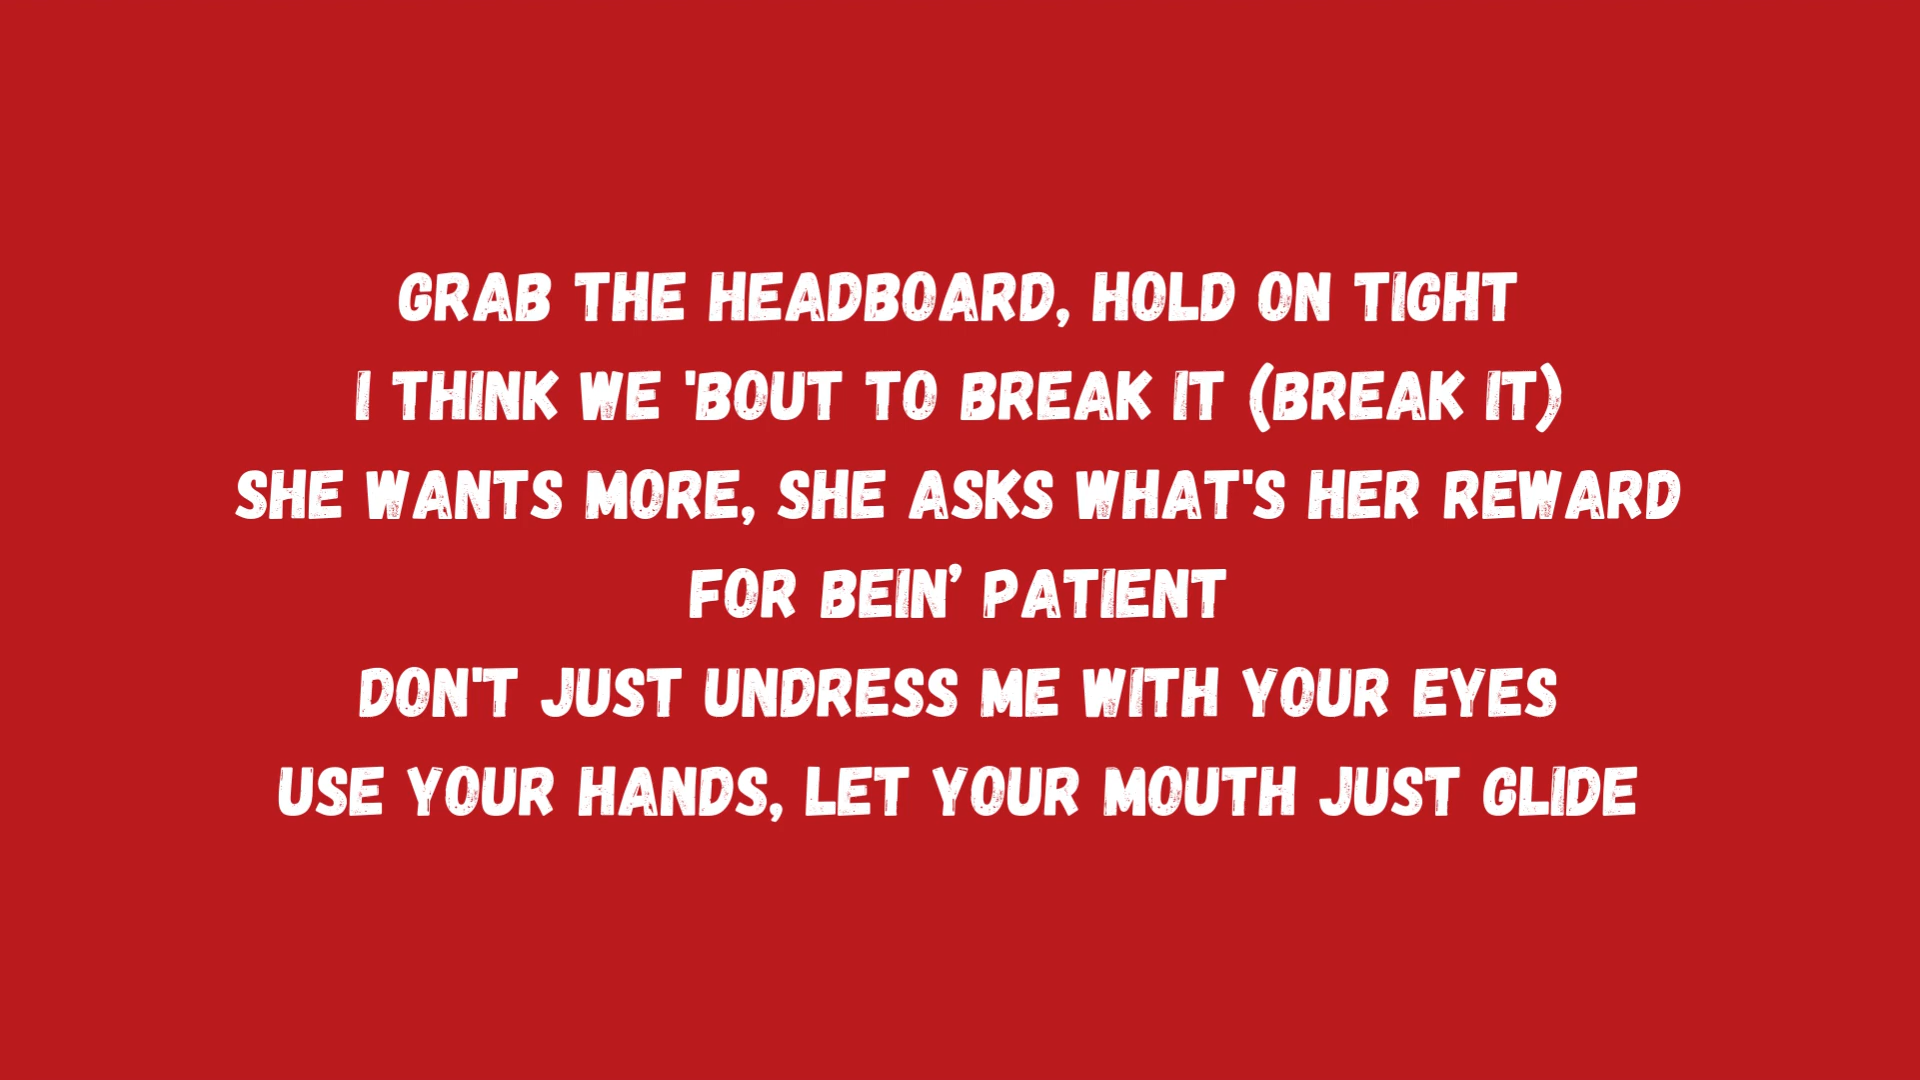 GRAB THE HEADBOARD, HOLD ON TIGHT
I THINK WE 'BOUT TO BREAK IT (BREAK IT)
SHE WANTS MORE, SHE ASKS WHAT'S HER REWARD
FOR BEIN’ PATIENT
DON'T JUST UNDRESS ME WITH YOUR EYES
USE YOUR HANDS, LET YOUR MOUTH JUST GLIDE